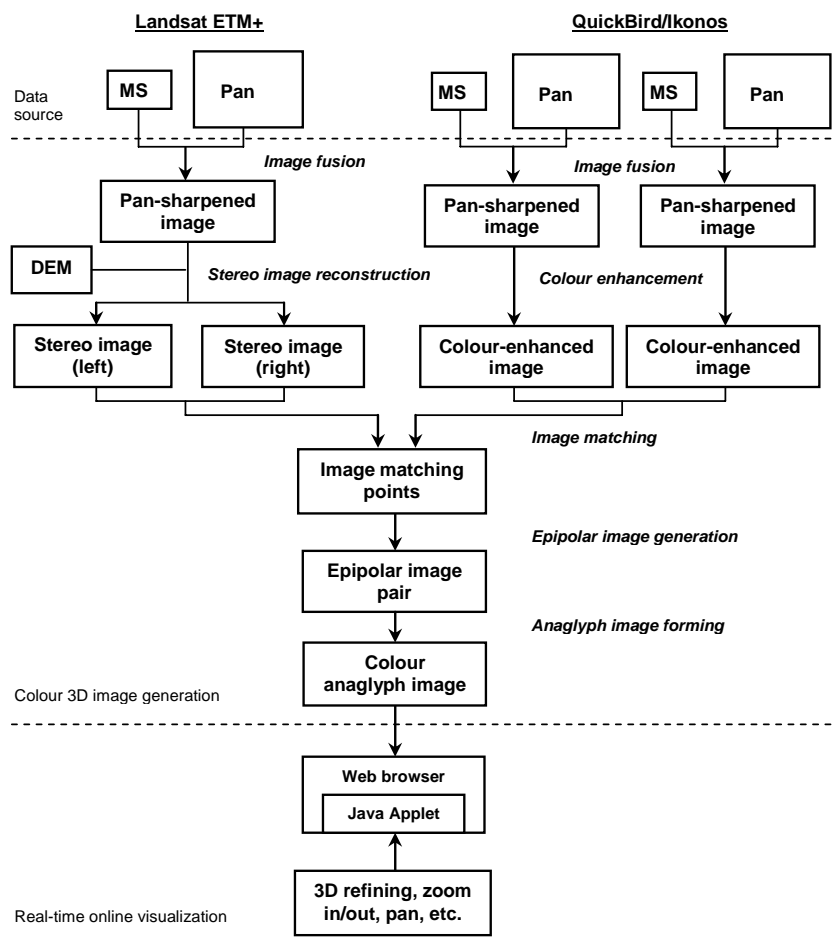 Landsat ETM+
QuickBird/Ikonos
MS
Pan
MS
Pan
MS
Pan
Data
source
Image fusion
Image fusion
Pan-sharpened
image
Pan-sharpened
image
Pan-sharpened
image
DEM
Stereo image reconstruction
Colour enhancement
Stereo image
(left)
Stereo image
(right)
Colour-enhanced
image
Colour-enhanced
image
Image matching
Image matching
points
Epipolar image generation
Epipolar image
pair
Anaglyph image forming
Colour
anaglyph image
Colour 3D image generation
Web browser
Java Applet
3D refining, zoom
in/out, pan, etc.
Real-time online visualization